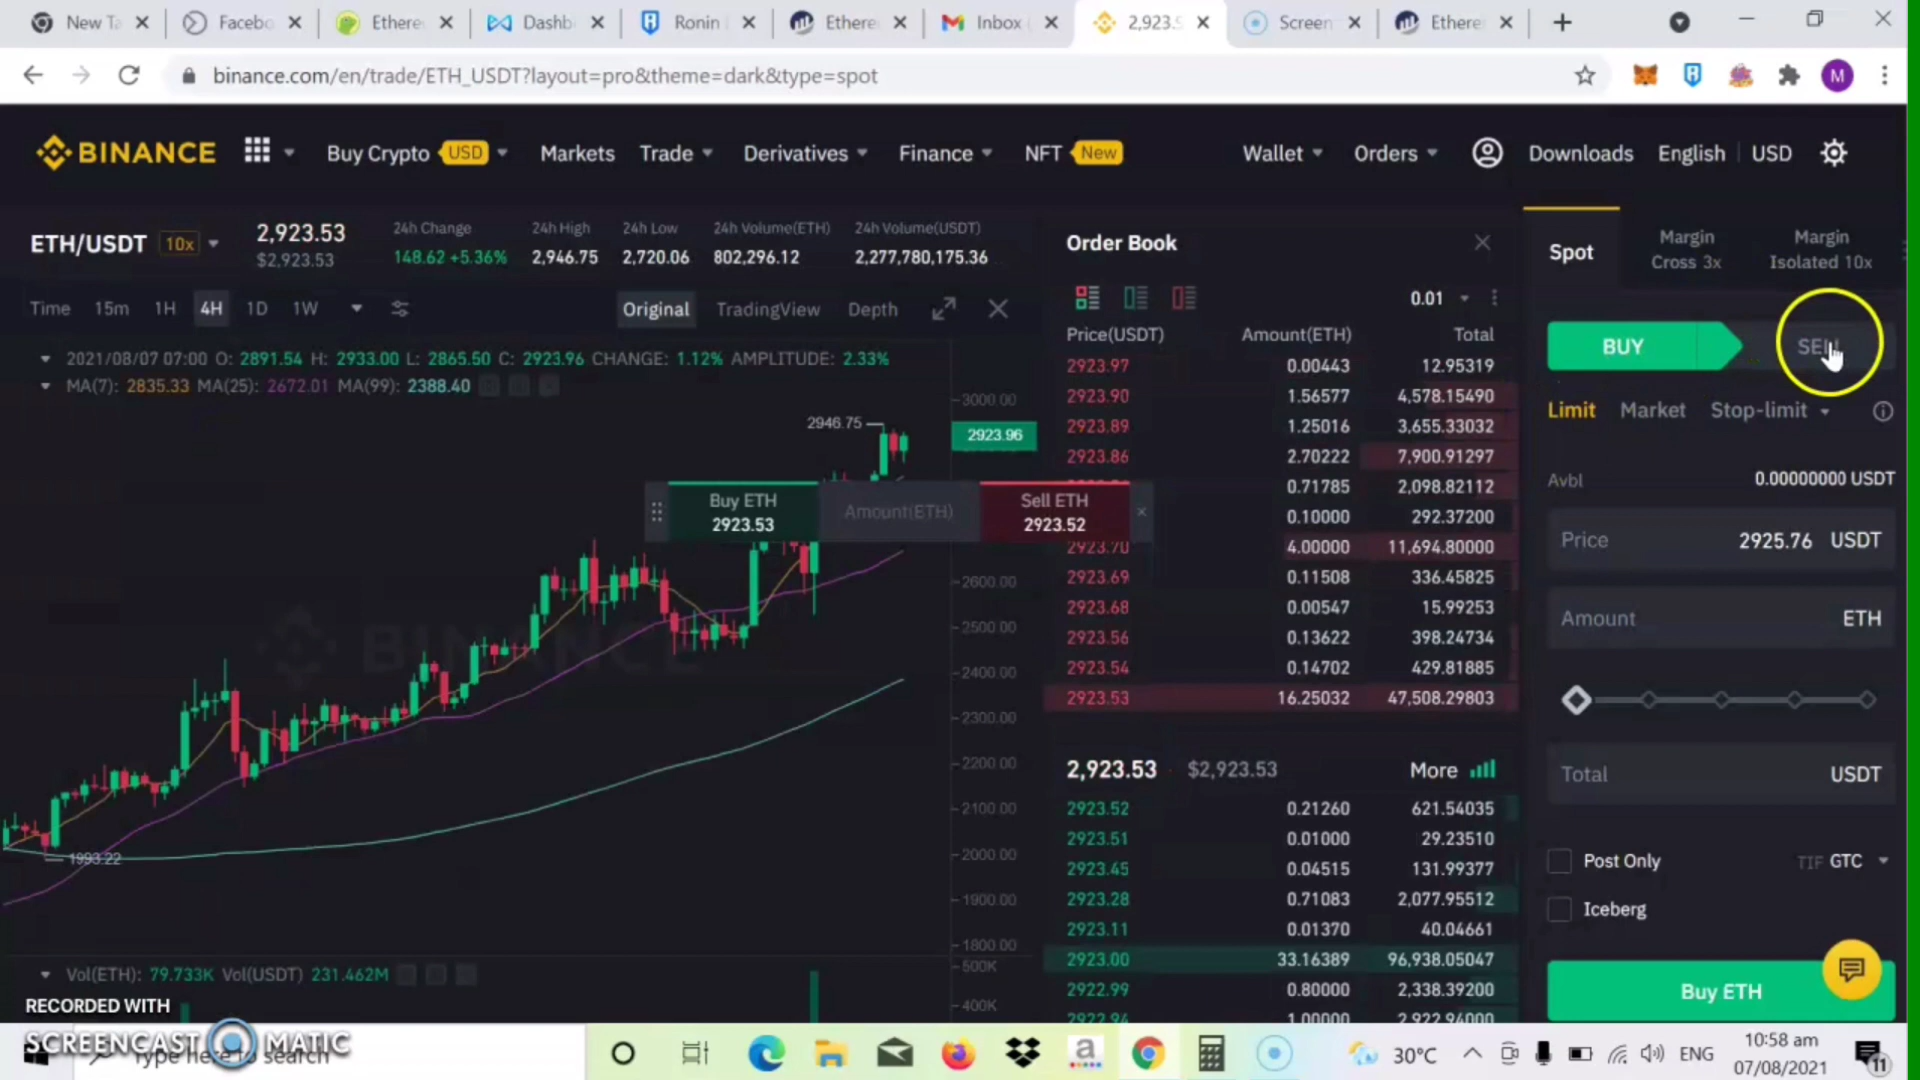 New Ta Facebo Ethere Dashb Ronin Ethere Inbox 2,923.5 Screen Ethere
binance.com/en/trade/ETH_USDT?layout=pro&theme=dark&type=spot M
BINANCE Buy Crypto USD Markets Trade Derivatives Finance NFT New Wallet Orders Downloads English USD
ETH/USDT 10x 2,923.53 $2,923.53
24h Change 148.62 +5.36%
24h High 2,946.75
24h Low 2,720.06
24h Volume(ETH) 802,296.12
24h Volume(USDT) 2,277,780,175.36
Time 15m 1H 4H 1D 1W Original TradingView Depth
2021/08/07 07:00 O: 2891.54 H: 2933.00 L: 2865.50 C: 2923.96 CHANGE: 1.12% AMPLITUDE: 2.33%
MA(7): 2835.33 MA(25): 2672.01 MA(99): 2388.40
3000.00
2946.75
2923.96
Buy ETH 2923.53 Amount(ETH) Sell ETH 2923.52
2600.00
2500.00
BINANCE
2400.00
2300.00
2200.00
2100.00
2000.00
1993.22
1900.00
1800.00
500K
Vol(ETH): 79.733K Vol(USDT) 231.462M
400K
Order Book
0.01
Price(USDT) Amount(ETH) Total
2923.97 0.00443 12.95319
2923.90 1.56577 4,578.15490
2923.89 1.25016 3,655.33032
2923.86 2.70222 7,900.91297
0.71785 2,098.82112
0.10000 292.37200
2923.70 4.00000 11,694.80000
2923.69 0.11508 336.45825
2923.68 0.00547 15.99253
2923.56 0.13622 398.24734
2923.54 0.14702 429.81885
2923.53 16.25032 47,508.29803
2,923.53 $2,923.53 More
2923.52 0.21260 621.54035
2923.51 0.01000 29.23510
2923.45 0.04515 131.99377
2923.28 0.71083 2,077.95512
2923.11 0.01370 40.04661
2923.00 33.16389 96,938.05047
2922.99 0.80000 2,338.39200
2922.94 1.00000 2,922.94000
Spot
Margin Cross 3x
Margin Isolated 10x
BUY SELL
Limit Market Stop-limit
Avbl 0.00000000 USDT
Price 2925.76 USDT
Amount ETH
Total USDT
Post Only TIF GTC
Iceberg
Buy ETH
RECORDED WITH
SCREENCAST MATIC
Type here to search
30°C ENG 10:58 am
07/08/2021 11